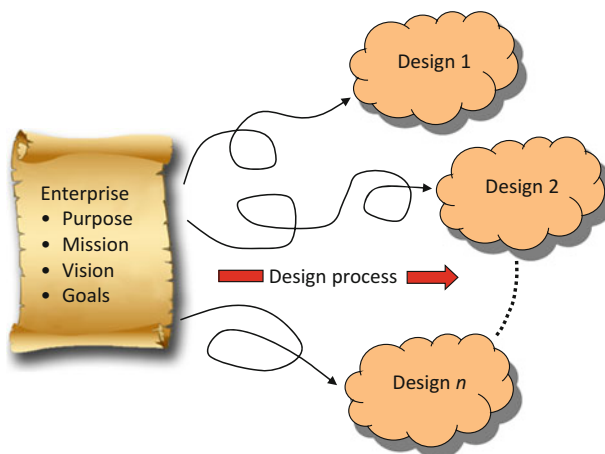 Design 1
Enterprise
• Purpose
• Mission
• Vision
• Goals
Design 2
Design process
Design n